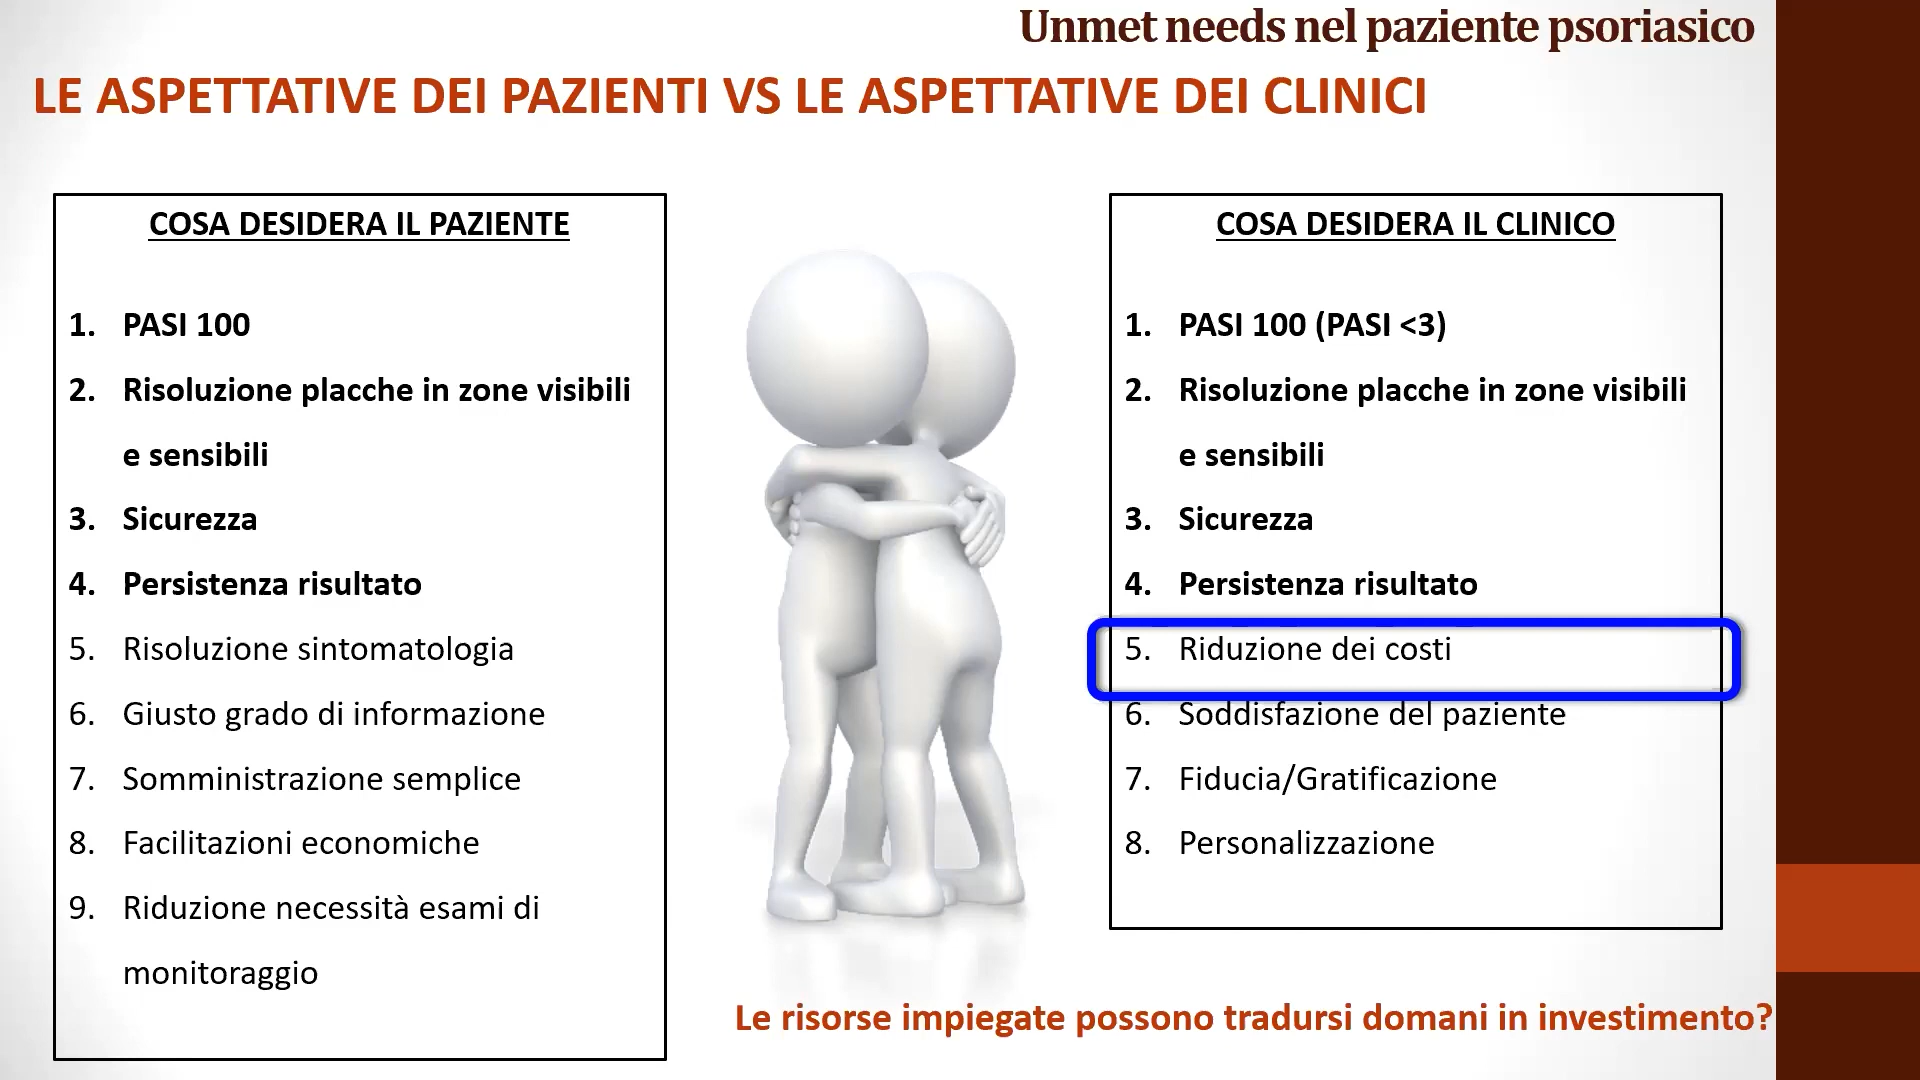 Unmet needs nel paziente psoriasico
LE ASPETTATIVE DEI PAZIENTI VS LE ASPETTATIVE DEI CLINICI
COSA DESIDERA IL PAZIENTE
1. PASI 100
2. Risoluzione placche in zone visibili
e sensibili
3. Sicurezza
4. Persistenza risultato
5. Risoluzione sintomatologia
6. Giusto grado di informazione
7. Somministrazione semplice
8. Facilitazioni economiche
9. Riduzione necessità esami di
monitoraggio
COSA DESIDERA IL CLINICO
1. PASI 100 (PASI <3)
2. Risoluzione placche in zone visibili
e sensibili
3. Sicurezza
4. Persistenza risultato
5. Riduzione dei costi
6. Soddisfazione del paziente
7. Fiducia/Gratificazione
8. Personalizzazione
Le risorse impiegate possono tradursi domani in investimento?